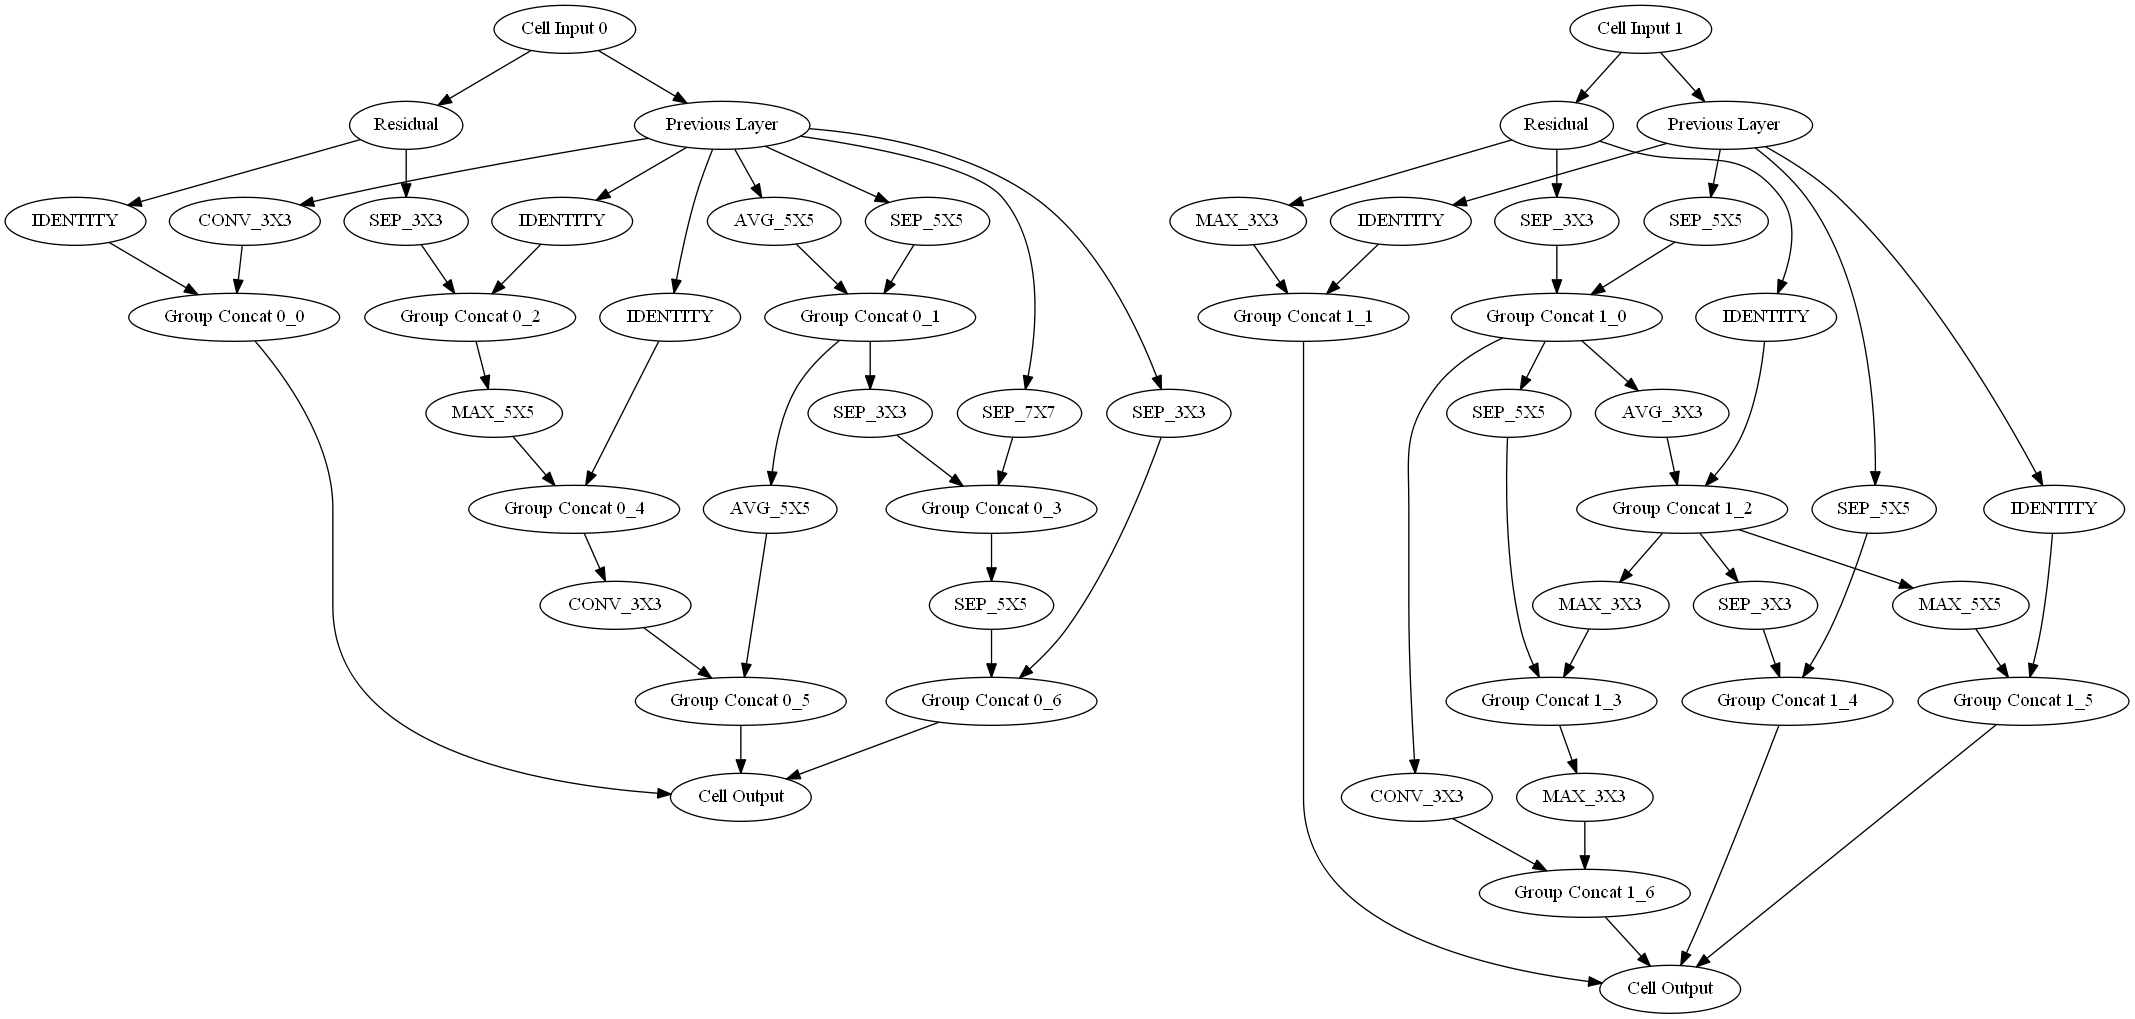 Cell Input 0
Cell Input 1
Residual
Previous Layer
Residual
Previous Layer
IDENTITY
CONV_3X3
SEP_3X3
IDENTITY
AVG_5X5
SEP_5X5
MAX_3X3
IDENTITY
SEP_3X3
SEP_5X5
Group Concat 0_0
Group Concat 0_2
IDENTITY
Group Concat 0_1
Group Concat 1_1
Group Concat 1_0
IDENTITY
MAX_5X5
SEP_3X3
SEP_7X7
SEP_3X3
SEP_5X5
AVG_3X3
Group Concat 0_4
AVG_5X5
Group Concat 0_3
Group Concat 1_2
SEP_5X5
IDENTITY
CONV_3X3
SEP_5X5
MAX_3X3
SEP_3X3
MAX_5X5
Group Concat 0_5
Group Concat 0_6
Group Concat 1_3
Group Concat 1_4
Group Concat 1_5
Cell Output
CONV_3X3
MAX_3X3
Group Concat 1_6
Cell Output